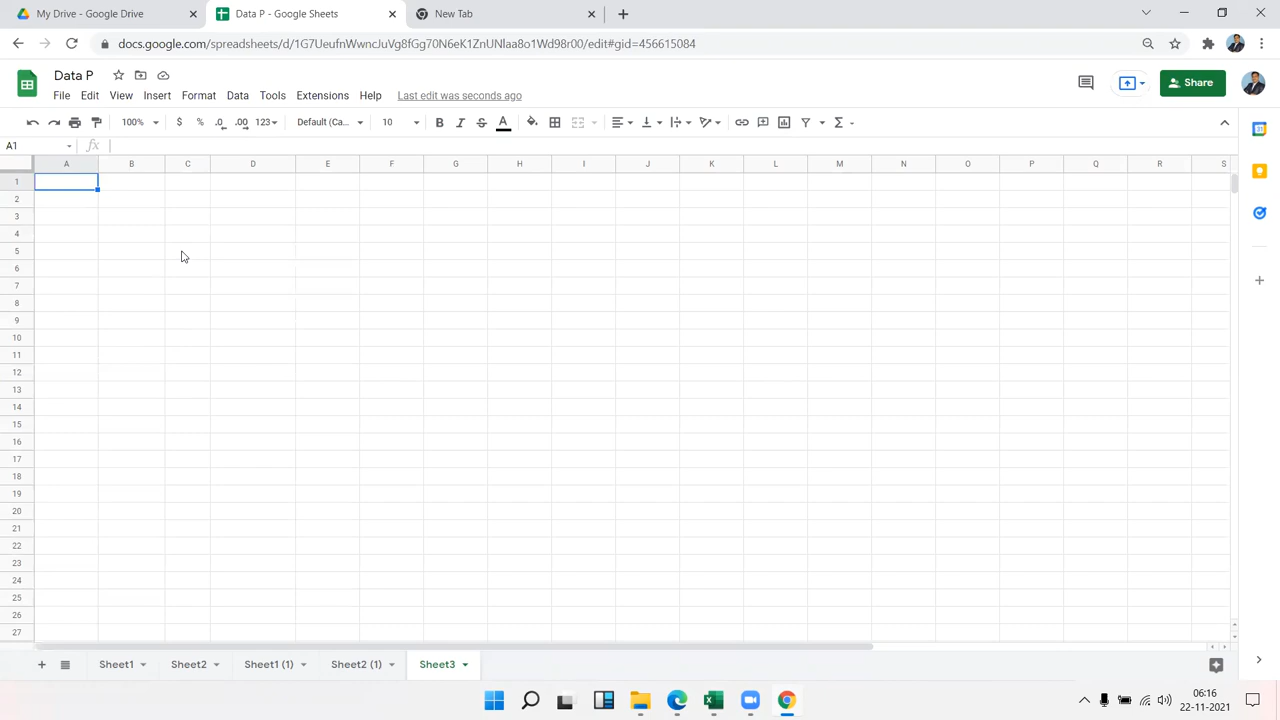 My Drive - Google Drive
Data P - Google Sheets
New Tab
docs.google.com/spreadsheets/d/1G7UeufnWwncJuVg8fGg70N6eK1ZnUNlaa8o1Wd98r00/edit#gid=456615084
Data P
File Edit View Insert Format Data Tools Extensions Help Last edit was seconds ago
Share
100% $ % .0 .00 123 Default (Ca... 10 B I S A Σ
A1 fx
A B C D E F G H I J K L M N O P Q R S
1
2
3
4
5
6
7
8
9
10
11
12
13
14
15
16
17
18
19
20
21
22
23
24
25
26
27
Sheet1 Sheet2 Sheet1 (1) Sheet2 (1) Sheet3
06:16
22-11-2021